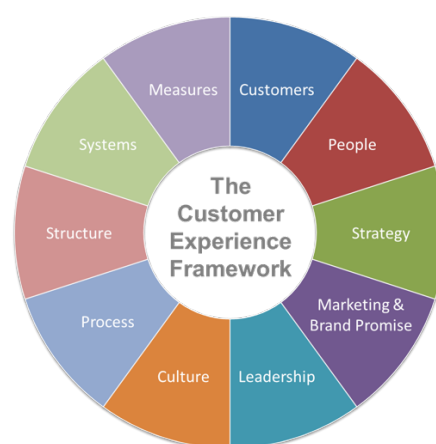 Measures
Customers
People
Strategy
Marketing &
Brand Promise
Leadership
Culture
Process
Structure
Systems
The
Customer
Experience
Framework